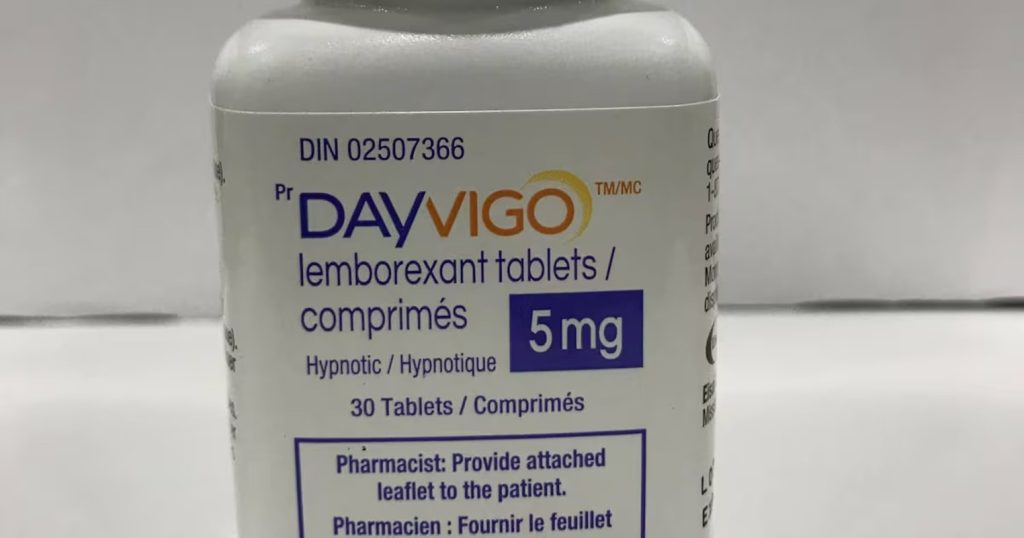 DIN 02507366
Pr DAYVIGO TM/MC
lemborexant tablets /
comprimés
5 mg
Hypnotic / Hypnotique
30 Tablets / Comprimés
Pharmacist: Provide attached
leaflet to the patient.
Pharmacien : Fournir le feuillet